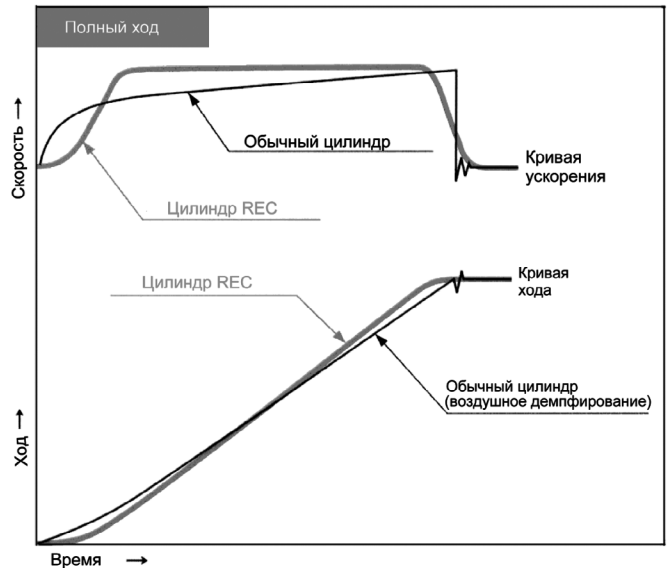 Полный ход
Скорость
Обычный цилиндр
Кривая
ускорения
Цилиндр REC
Цилиндр REC
Кривая
хода
Обычный цилиндр
(воздушное демпфирование)
Ход
Время